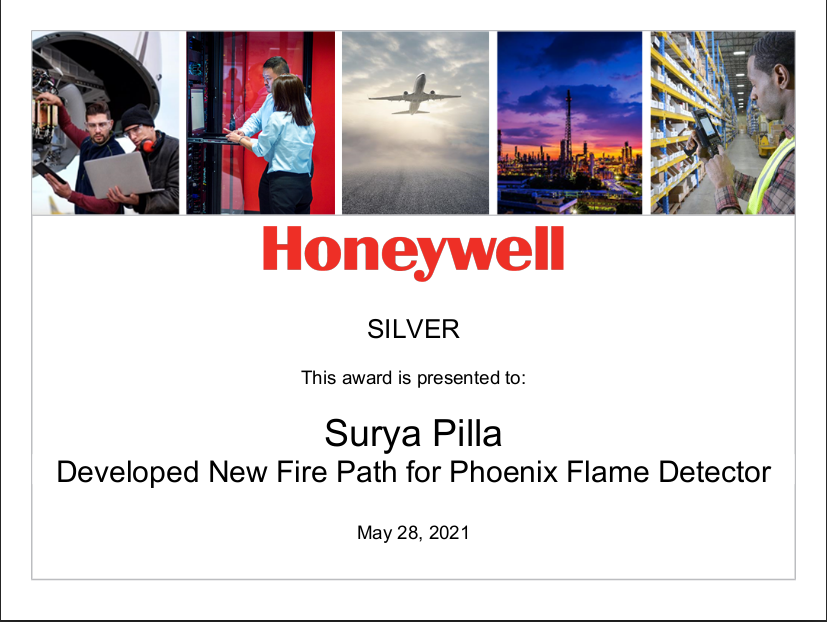 Honeywell
SILVER
This award is presented to:
Surya Pilla
Developed New Fire Path for Phoenix Flame Detector
May 28, 2021